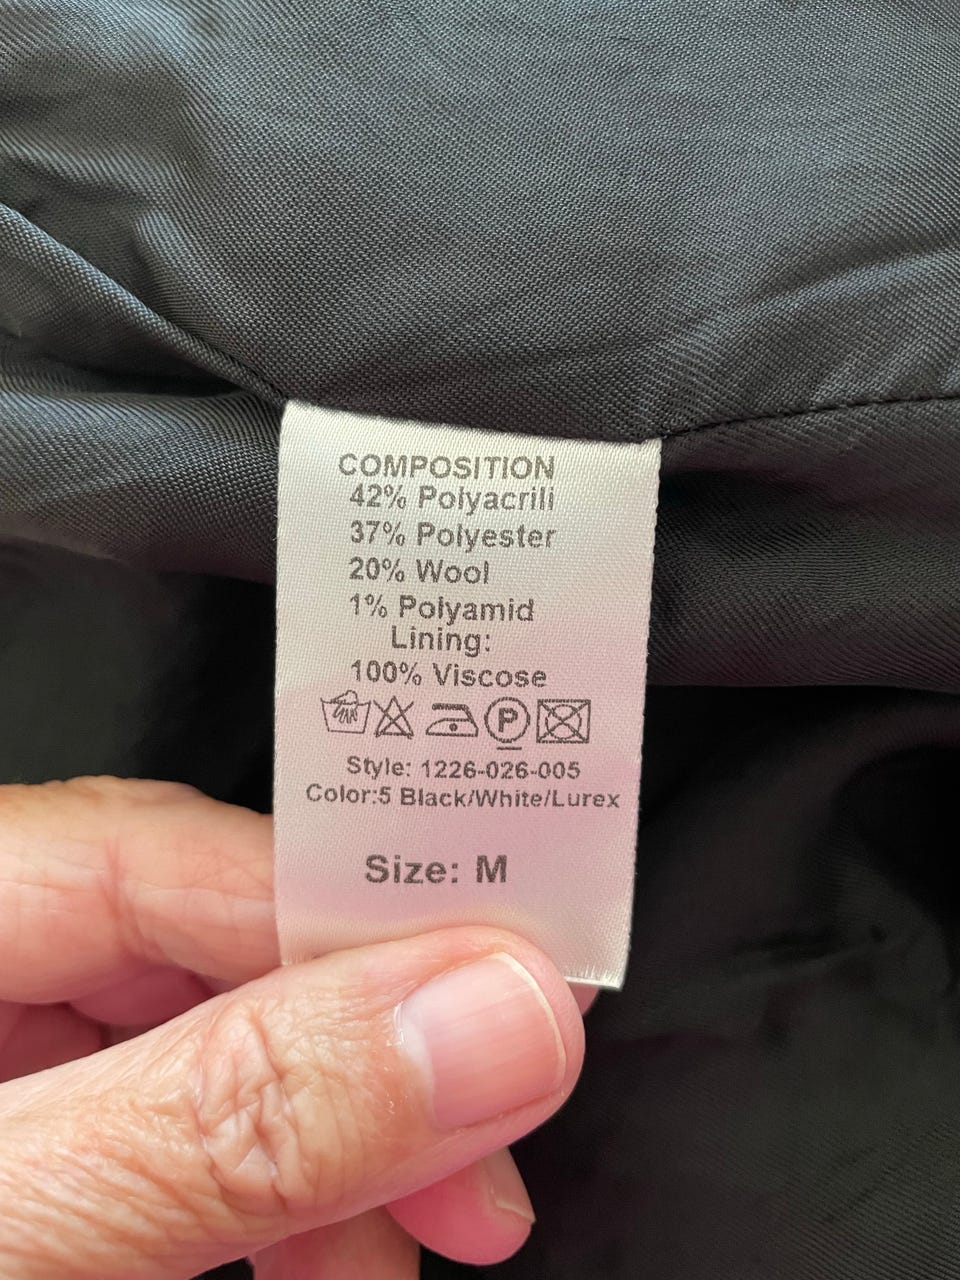 COMPOSITION
42% Polyacrili
37% Polyester
20% Wool
1% Polyamid
Lining:
100% Viscose
P
Style: 1226-026-005
Color:5 Black/White/Lurex
Size: M